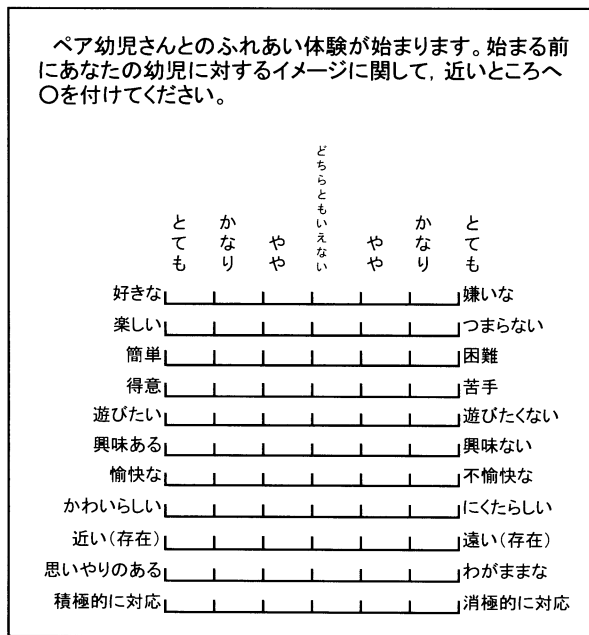 ペア幼児さんとのふれあい体験が始まります。始まる前
にあなたの幼児に対するイメージに関して，近いところへ
〇を付けてください。
とても かなり やや どちらともいえない やや かなり とても
好きな 嫌いな
楽しい つまらない
簡単 困難
得意 苦手
遊びたい 遊びたくない
興味ある 興味ない
愉快な 不愉快な
かわいらしい にくたらしい
近い(存在) 遠い(存在)
思いやりのある わがままな
積極的に対応 消極的に対応